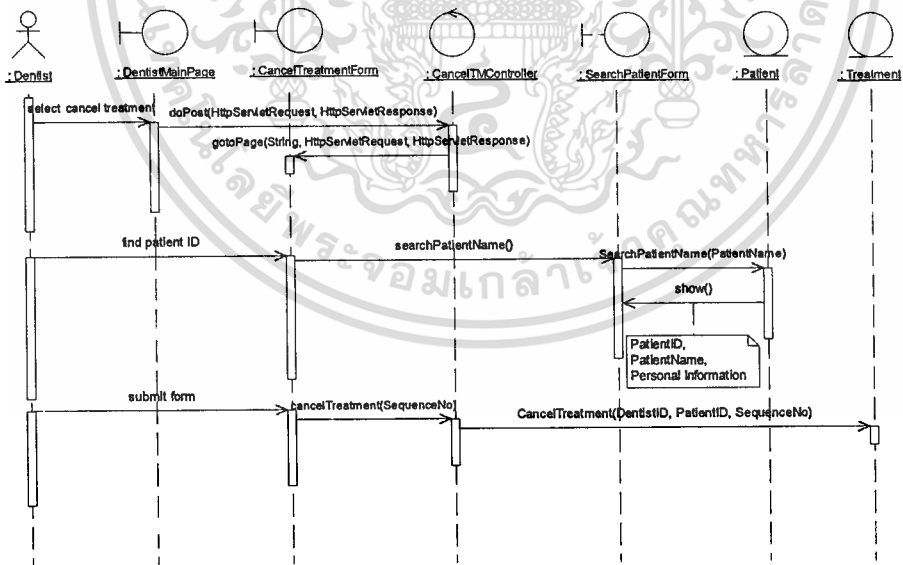 : Dentist
: DentistMainPage
: CancelTreatmentForm
: CancelTMController
: SearchPatientForm
: Patient
: Treatment
select cancel treatment
doPost(HttpServletRequest, HttpServletResponse)
gotoPage(String, HttpServletRequest, HttpServletResponse)
find patient ID
searchPatientName()
SearchPatientName(PatientName)
show()
PatientID,
PatientName,
Personal Information
submit form
cancelTreatment(SequenceNo)
CancelTreatment(DentistID, PatientID, SequenceNo)